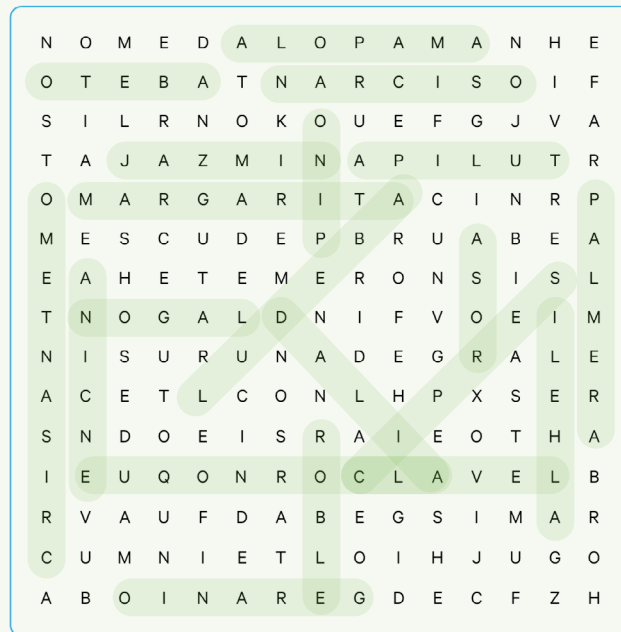 N O M E D A L O P A M A N H E
O T E B A T N A R C I S O I F
S I L R N O K O U E F G J V A
T A J A Z M I N A P I L U T R
O M A R G A R I T A C I N R P
M E S C U D E P B R U A B E A
E A H E T E M E R O N S I S L
T N O G A L D N I F V O E I M
N I S U R U N A D E G R A L E
A C E T L C O N L H P X S E R
S N D O E I S R A I E O T H A
I E U Q O N R O C L A V E L B
R V A U F D A B E G S I M A R
C U M N I E T L O I H J U G O
A B O I N A R E G D E C F Z H